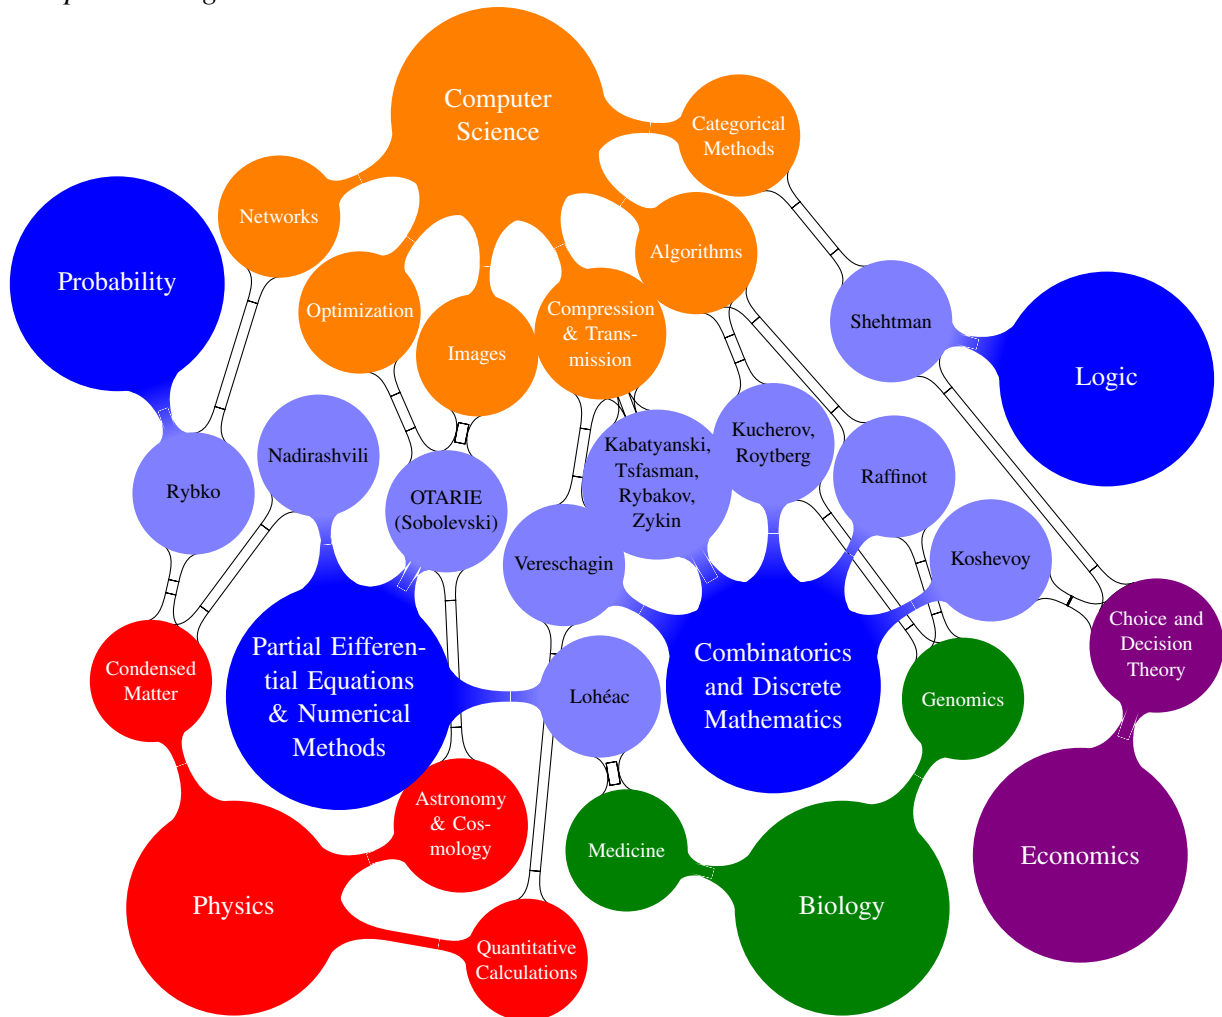 Computer
Science
Categorical
Methods
Networks
Algorithms
Probability
Optimization
Compression
& Trans-
mission
Images
Shehtman
Logic
Nadirashvili
Rybko
OTARIE
(Sobolevski)
Kabatyanski,
Tsfasman,
Rybakov,
Zykin
Kucherov,
Roytberg
Raffinot
Vereschagin
Koshevoy
Condensed
Matter
Partial Eifferen-
tial Equations
& Numerical
Methods
Lohéac
Combinatorics
and Discrete
Mathematics
Genomics
Choice and
Decision
Theory
Astronomy
& Cos-
mology
Medicine
Economics
Physics
Biology
Quantitative
Calculations